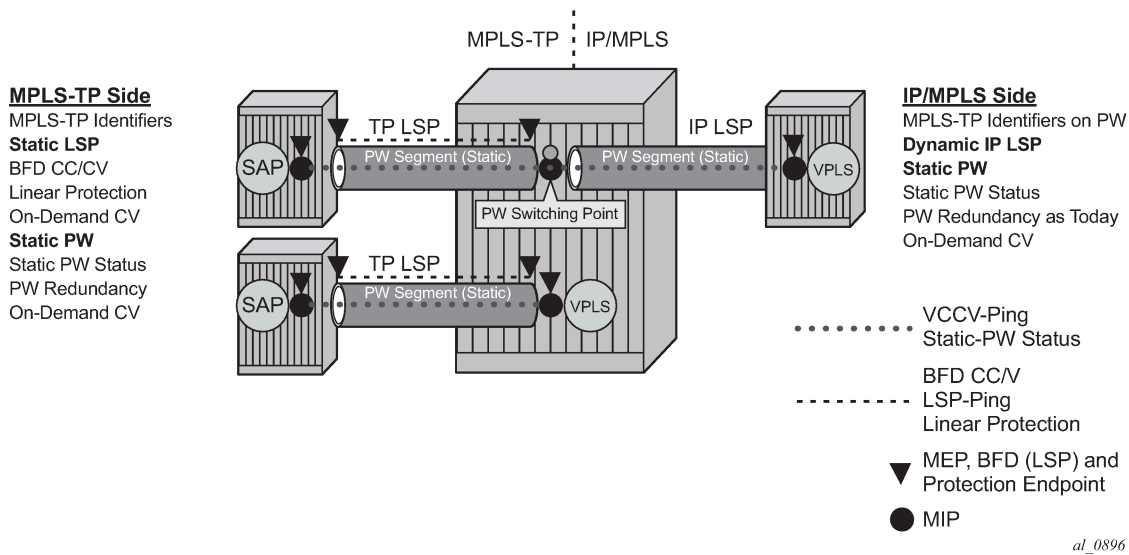 MPLS-TP
IP/MPLS
MPLS-TP Side
MPLS-TP Identifiers
Static LSP
BFD CC/CV
Linear Protection
On-Demand CV
Static PW
Static PW Status
PW Redundancy
On-Demand CV
TP LSP
IP LSP
SAP
PW Segment (Static)
PW Segment (Static)
VPLS
PW Switching Point
TP LSP
SAP
PW Segment (Static)
VPLS
IP/MPLS Side
MPLS-TP Identifiers on PW
Dynamic IP LSP
Static PW
Static PW Status
PW Redundancy as Today
On-Demand CV
VCCV-Ping
Static-PW Status
BFD CC/V
LSP-Ping
Linear Protection
MEP, BFD (LSP) and
Protection Endpoint
MIP
al_0896